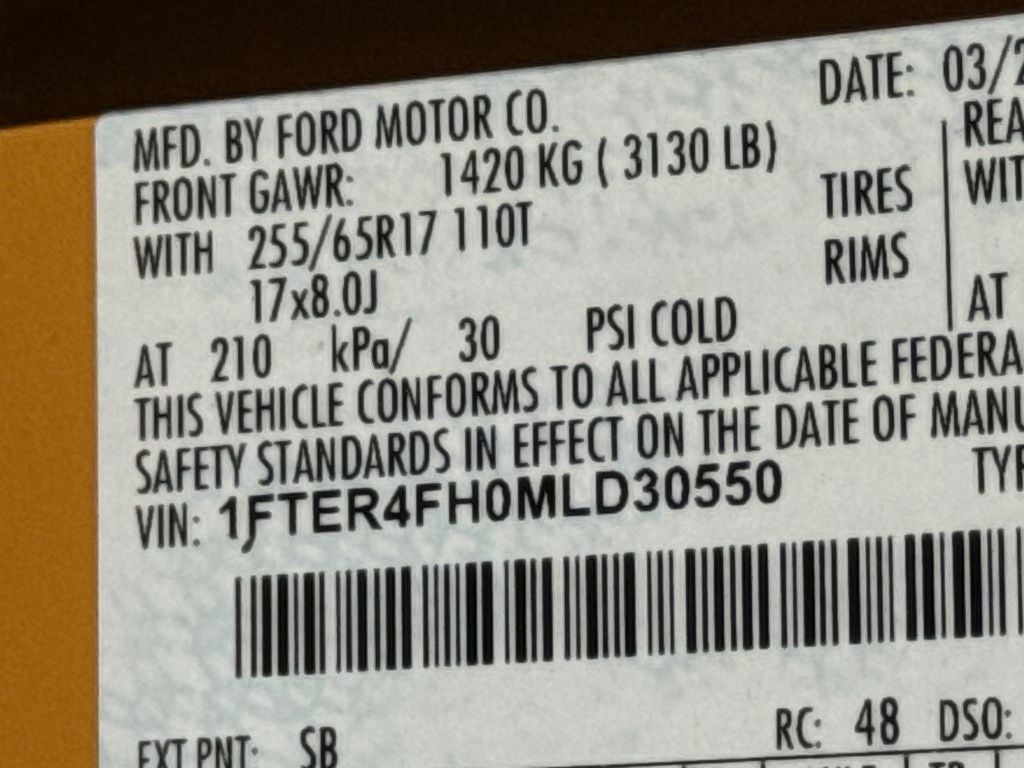 MFD. BY FORD MOTOR CO.
DATE: 03/2
FRONT GAWR: 1420 KG ( 3130 LB)
REA
WITH 255/65R17 110T TIRES
WIT
17x8.0J RIMS
AT 210 kPa/ 30 PSI COLD
AT
THIS VEHICLE CONFORMS TO ALL APPLICABLE FEDERA
SAFETY STANDARDS IN EFFECT ON THE DATE OF MANU
VIN: 1FTER4FH0MLD30550
TYP
EXT PNT: SB RC: 48 DSO: